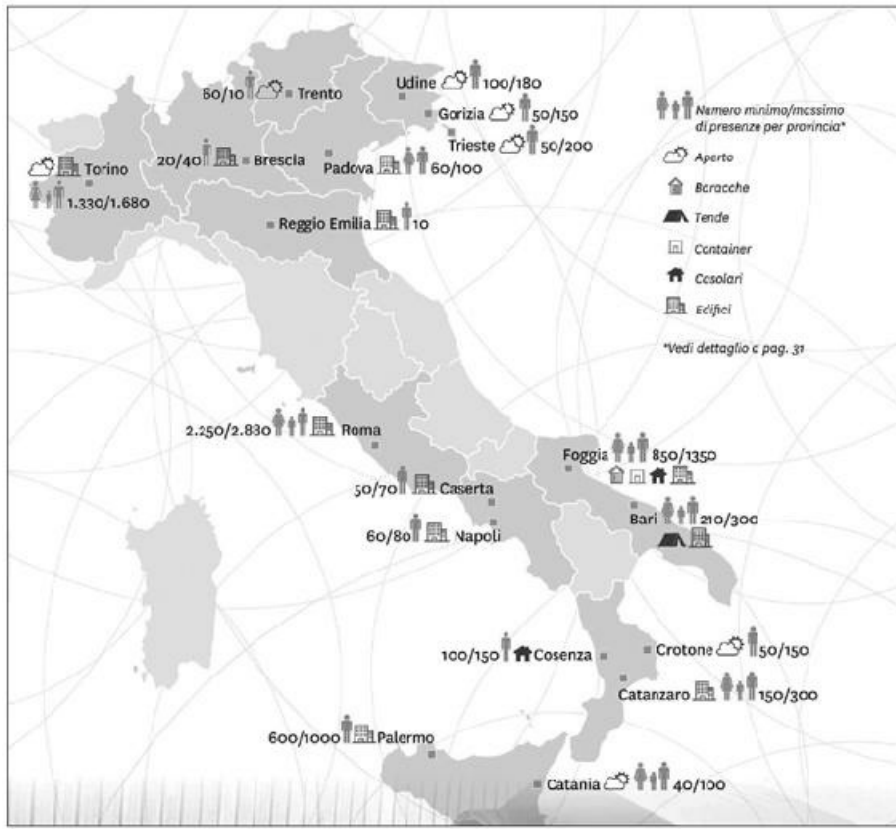 80/10 Trento
Udine 100/180
Gorizia 50/150
Trieste 50/200
20/40 Brescia
Padova 60/100
Torino
1.330/1.680
Reggio Emilia 10
Numero minimo/massimo
di presenze per provincia*
Aperto
Baracche
Tende
Container
Casolari
Edifici
*Vedi dettaglio a pag. 31
2.250/2.830 Roma
Foggia 850/1350
50/70 Caserta
Bari 210/300
60/80 Napoli
100/150 Cosenza
Crotone 50/150
Catanzaro 150/300
600/1000 Palermo
Catania 40/100